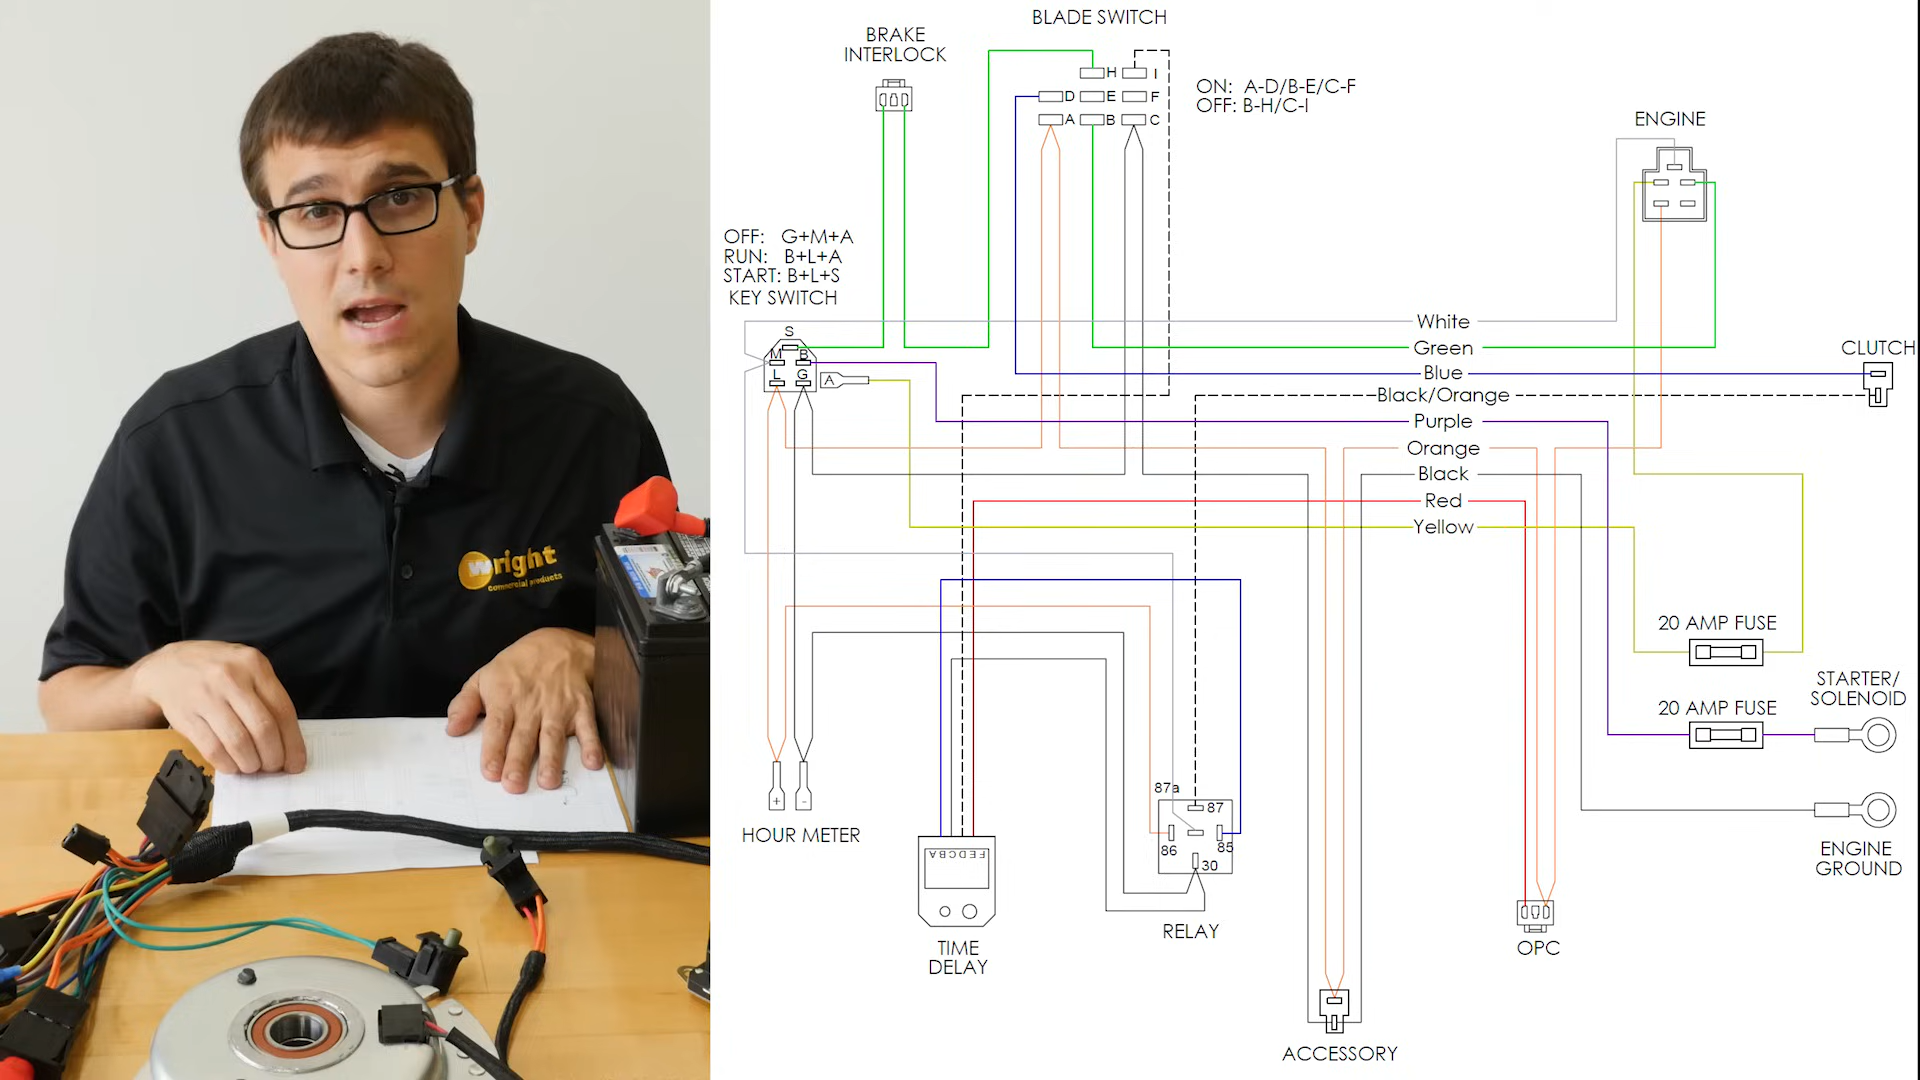 BLADE SWITCH
BRAKE
INTERLOCK
H
I
D
E
F
A
B
C
ON: A-D/B-E/C-F
OFF: B-H/C-I
ENGINE
OFF: G+M+A
RUN: B+L+A
START: B+L+S
KEY SWITCH
S
M
B
L
G
A
White
Green
Blue
Black/Orange
Purple
Orange
Black
Red
Yellow
CLUTCH
wright
commercial products
20 AMP FUSE
STARTER/
SOLENOID
20 AMP FUSE
ENGINE
GROUND
+
-
HOUR METER
87a
87
86
85
30
RELAY
FEDCBA
TIME
DELAY
OPC
ACCESSORY